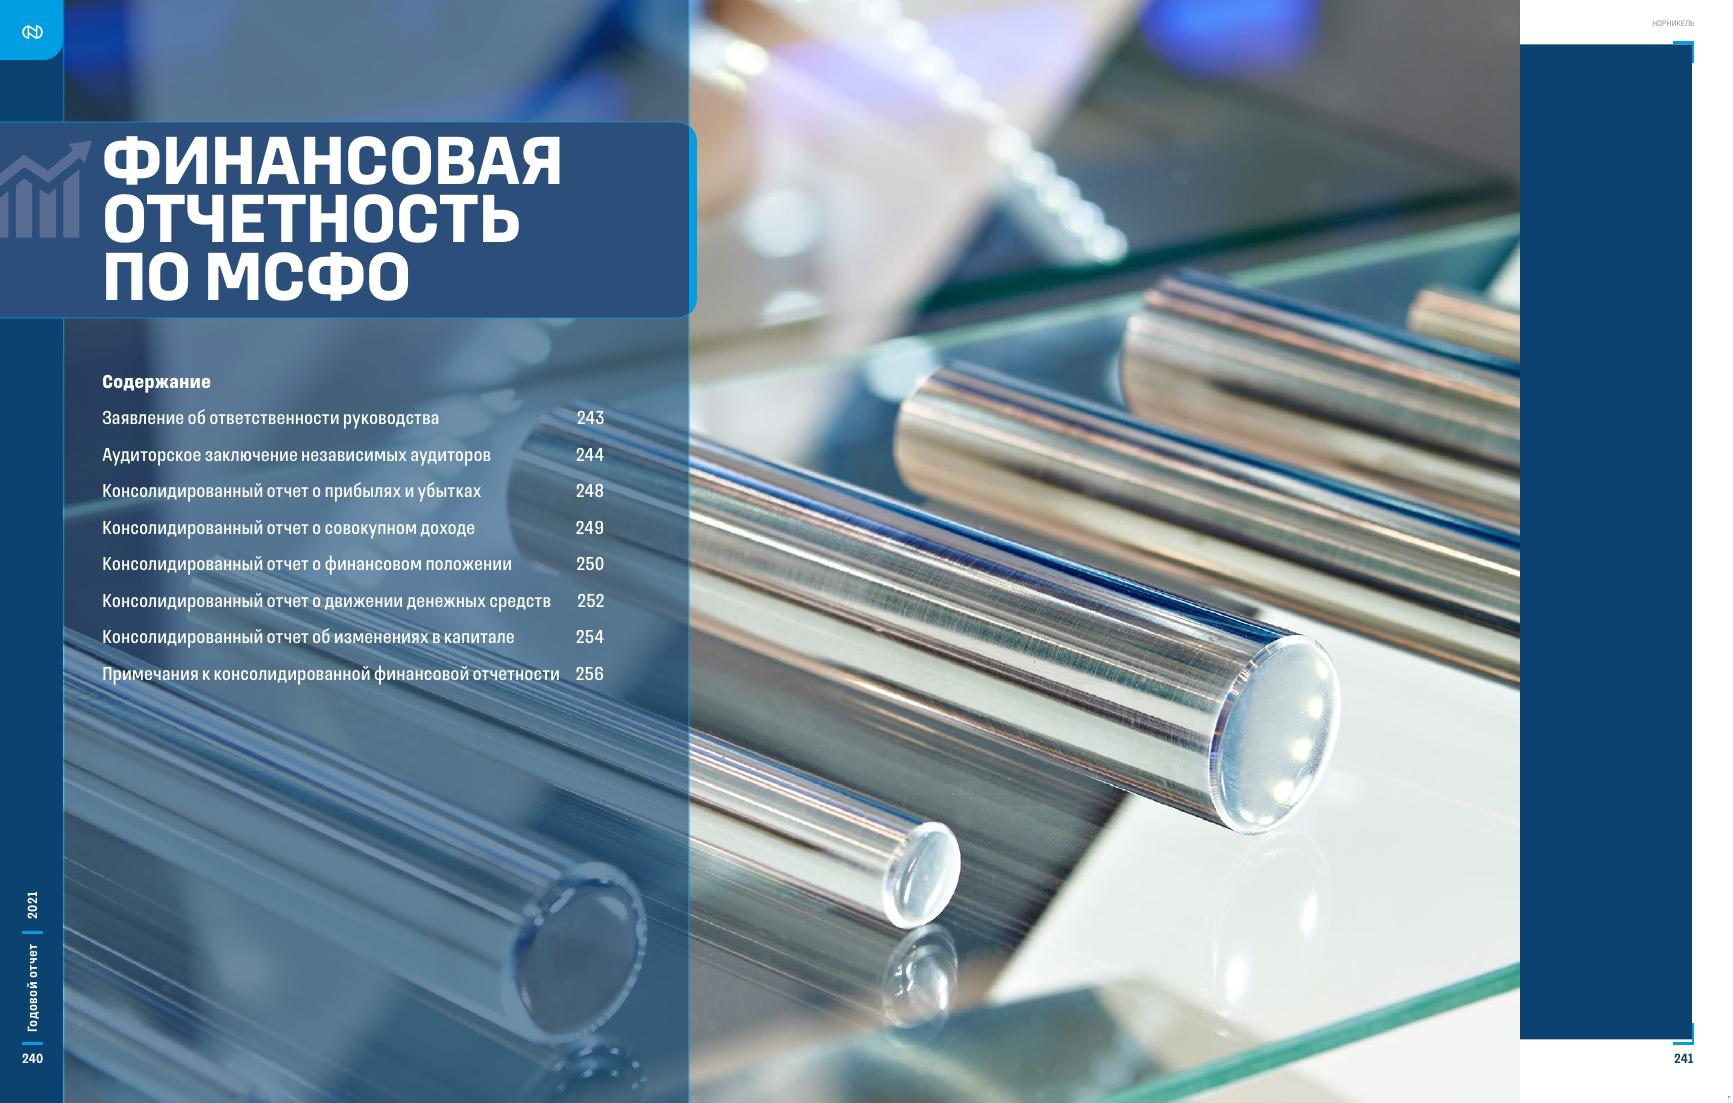 НОРНИКЕЛЬ
ФИНАНСОВАЯ
ОТЧЕТНОСТЬ
ПО МСФО
Содержание
Заявление об ответственности руководства 243
Аудиторское заключение независимых аудиторов 244
Консолидированный отчет о прибылях и убытках 248
Консолидированный отчет о совокупном доходе 249
Консолидированный отчет о финансовом положении 250
Консолидированный отчет о движении денежных средств 252
Консолидированный отчет об изменениях в капитале 254
Примечания к консолидированной финансовой отчетности 256
Годовой отчет 2021
240
241